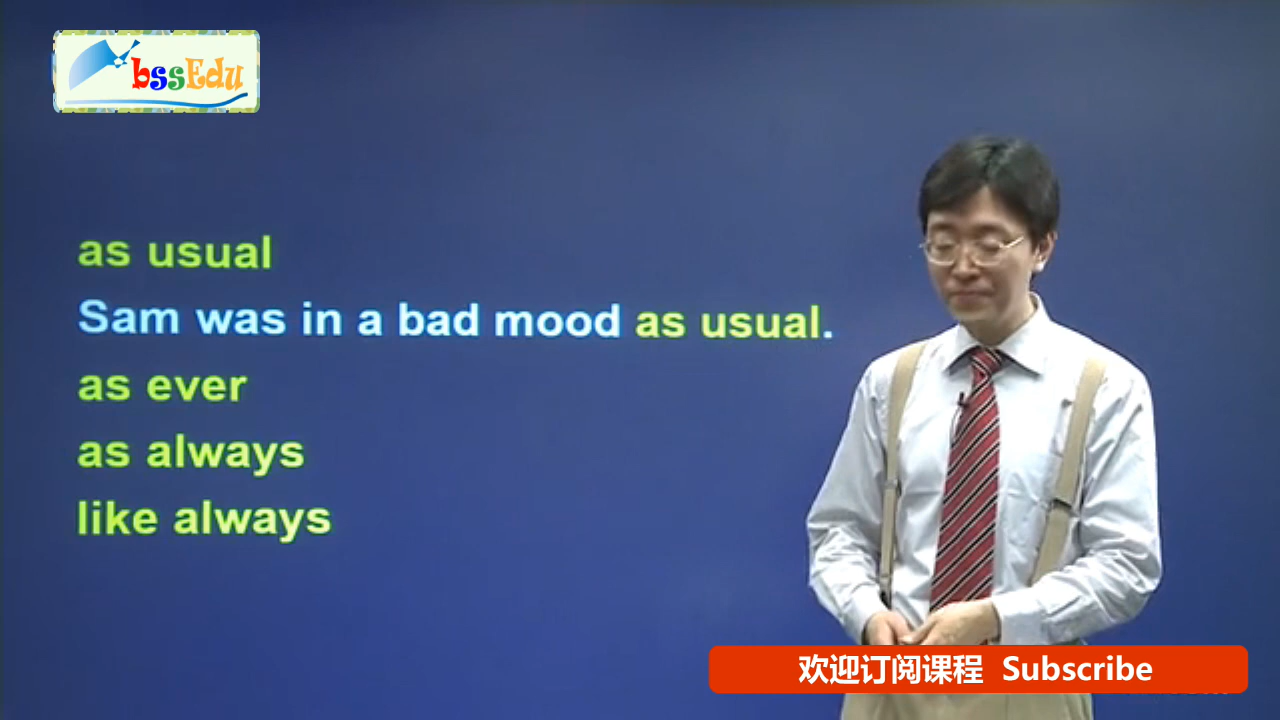 bssEdu
as usual
Sam was in a bad mood as usual.
as ever
as always
like always
欢迎订阅课程 Subscribe